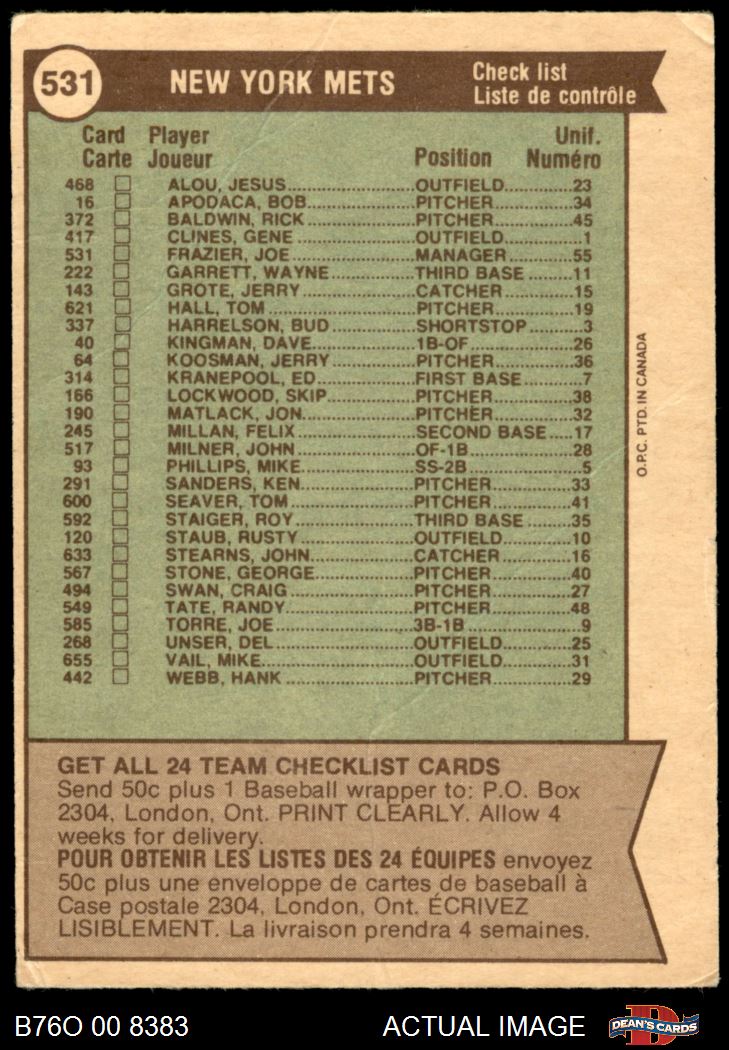 531 NEW YORK METS Check list
Liste de contrôle
Card Player Unif.
Carte Joueur Position Numéro
468 ALOU, JESUS OUTFIELD 23
16 APODACA, BOB PITCHER 34
372 BALDWIN, RICK PITCHER 45
417 CLINES, GENE OUTFIELD 1
531 FRAZIER, JOE MANAGER 55
222 GARRETT, WAYNE THIRD BASE 11
143 GROTE, JERRY CATCHER 15
621 HALL, TOM PITCHER 19
337 HARRELSON, BUD SHORTSTOP 3
40 KINGMAN, DAVE 1B-OF 26
64 KOOSMAN, JERRY PITCHER 36
314 KRANEPOOL, ED FIRST BASE 7
166 LOCKWOOD, SKIP PITCHER 38
190 MATLACK, JON PITCHER 32
245 MILLAN, FELIX SECOND BASE 17
517 MILNER, JOHN OF-1B 28
93 PHILLIPS, MIKE SS-2B 5
291 SANDERS, KEN PITCHER 33
600 SEAVER, TOM PITCHER 41
592 STAIGER, ROY THIRD BASE 35
120 STAUB, RUSTY OUTFIELD 10
633 STEARNS, JOHN CATCHER 16
567 STONE, GEORGE PITCHER 40
494 SWAN, CRAIG PITCHER 27
549 TATE, RANDY PITCHER 48
585 TORRE, JOE 3B-1B 9
268 UNSER, DEL OUTFIELD 25
655 VAIL, MIKE OUTFIELD 31
442 WEBB, HANK PITCHER 29
O.P.C. PTD. IN CANADA
GET ALL 24 TEAM CHECKLIST CARDS
Send 50c plus 1 Baseball wrapper to: P.O. Box
2304, London, Ont. PRINT CLEARLY. Allow 4
weeks for delivery.
POUR OBTENIR LES LISTES DES 24 ÉQUIPES envoyez
50c plus une enveloppe de cartes de baseball à
Case postale 2304, London, Ont. ÉCRIVEZ
LISIBLEMENT. La livraison prendra 4 semaines.
B76O 00 8383 ACTUAL IMAGE D DEAN'S CARDS